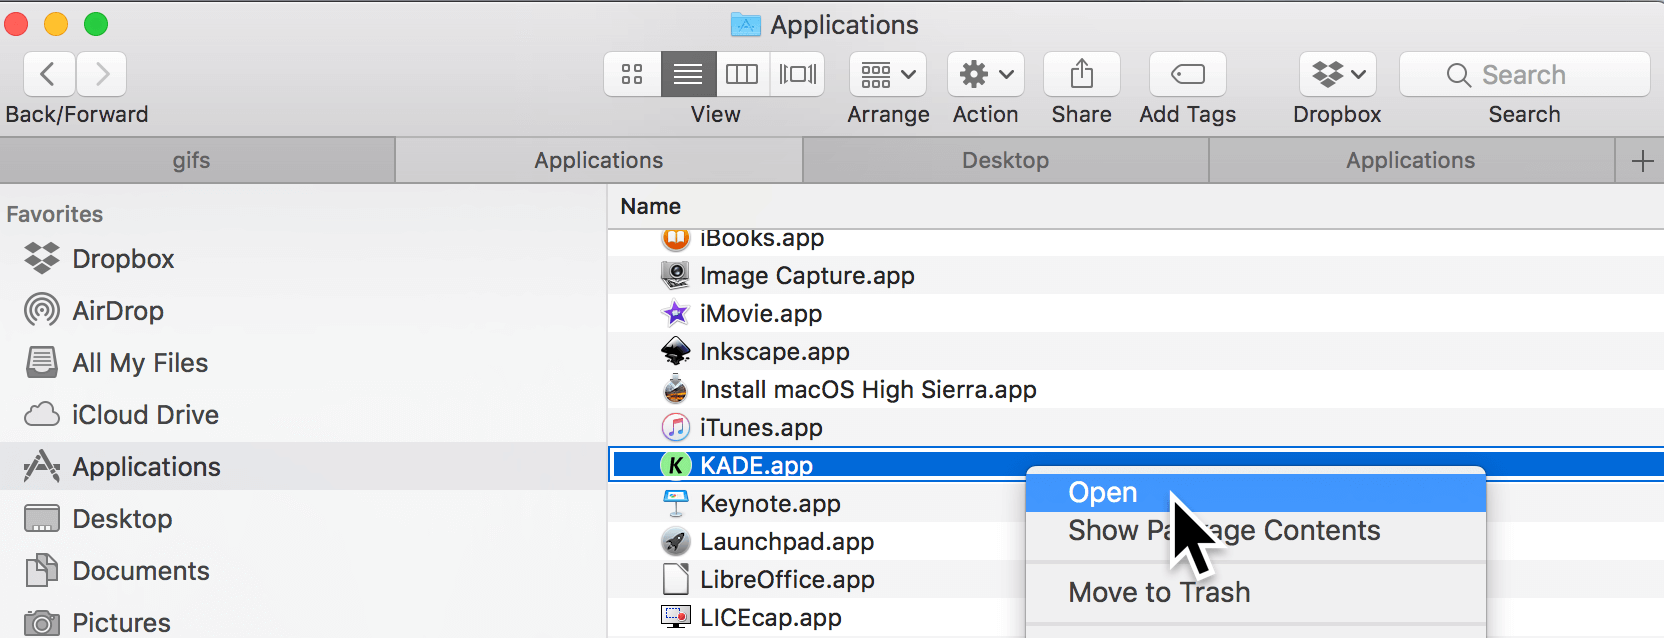 Applications
Back/Forward
View
Arrange
Action
Share
Add Tags
Dropbox
Search
Search
gifs
Applications
Desktop
Applications
Favorites
Dropbox
AirDrop
All My Files
iCloud Drive
Applications
Desktop
Documents
Pictures
Name
iBooks.app
Image Capture.app
iMovie.app
Inkscape.app
Install macOS High Sierra.app
iTunes.app
K KADE.app
Keynote.app
Launchpad.app
LibreOffice.app
LICEcap.app
Open
Show Package Contents
Move to Trash